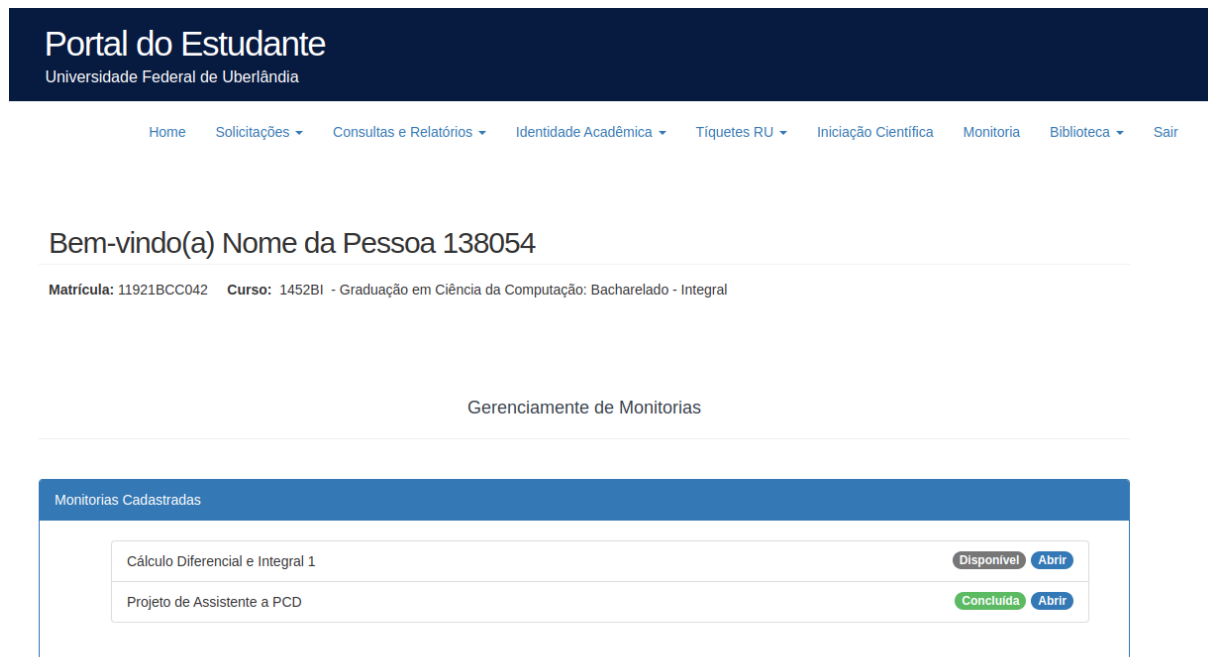 Portal do Estudante
Universidade Federal de Uberlândia
Home Solicitações Consultas e Relatórios Identidade Acadêmica Tíquetes RU Iniciação Científica Monitoria Biblioteca Sair
Bem-vindo(a) Nome da Pessoa 138054
Matrícula: 11921BCC042 Curso: 1452BI - Graduação em Ciência da Computação: Bacharelado - Integral
Gerenciamente de Monitorias
Monitorias Cadastradas
Cálculo Diferencial e Integral 1 Disponível Abrir
Projeto de Assistente a PCD Concluída Abrir